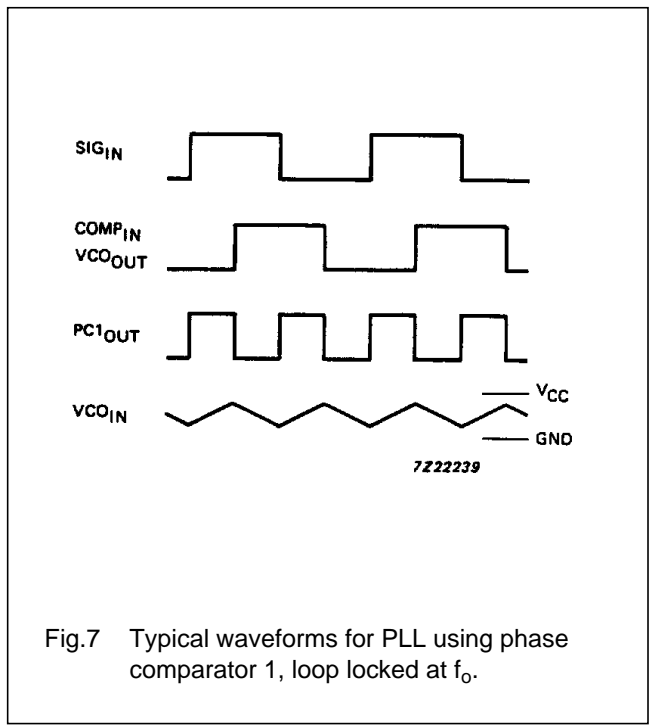 SIG_IN
COMP_IN
VCO_OUT
PC1_OUT
VCO_IN
V_CC
GND
7Z22239
Fig.7 Typical waveforms for PLL using phase
comparator 1, loop locked at f_o.